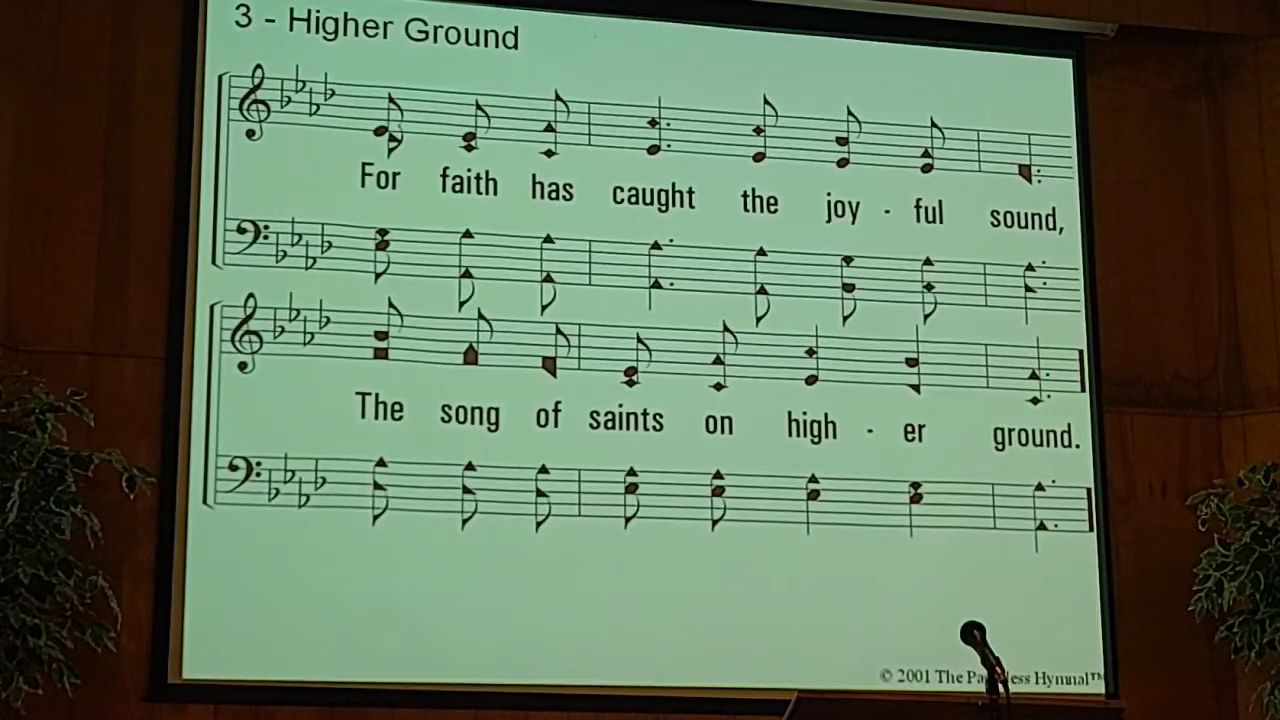 3 - Higher Ground
For faith has caught the joy - ful sound,
The song of saints on high - er ground.
© 2001 The Hymnal™